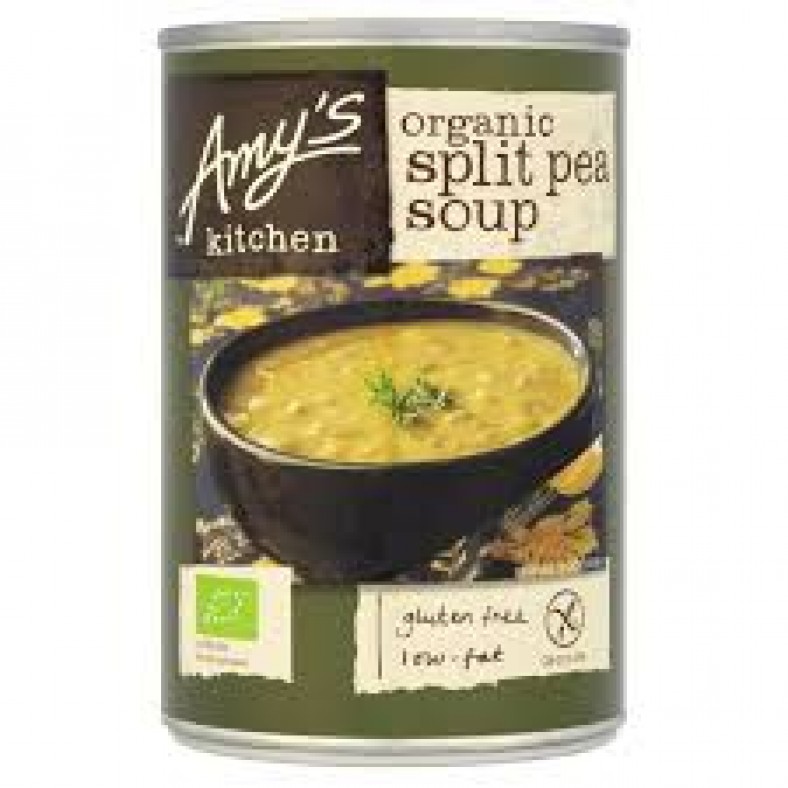 Amy's
kitchen
organic
split pea
soup
gluten free
low-fat